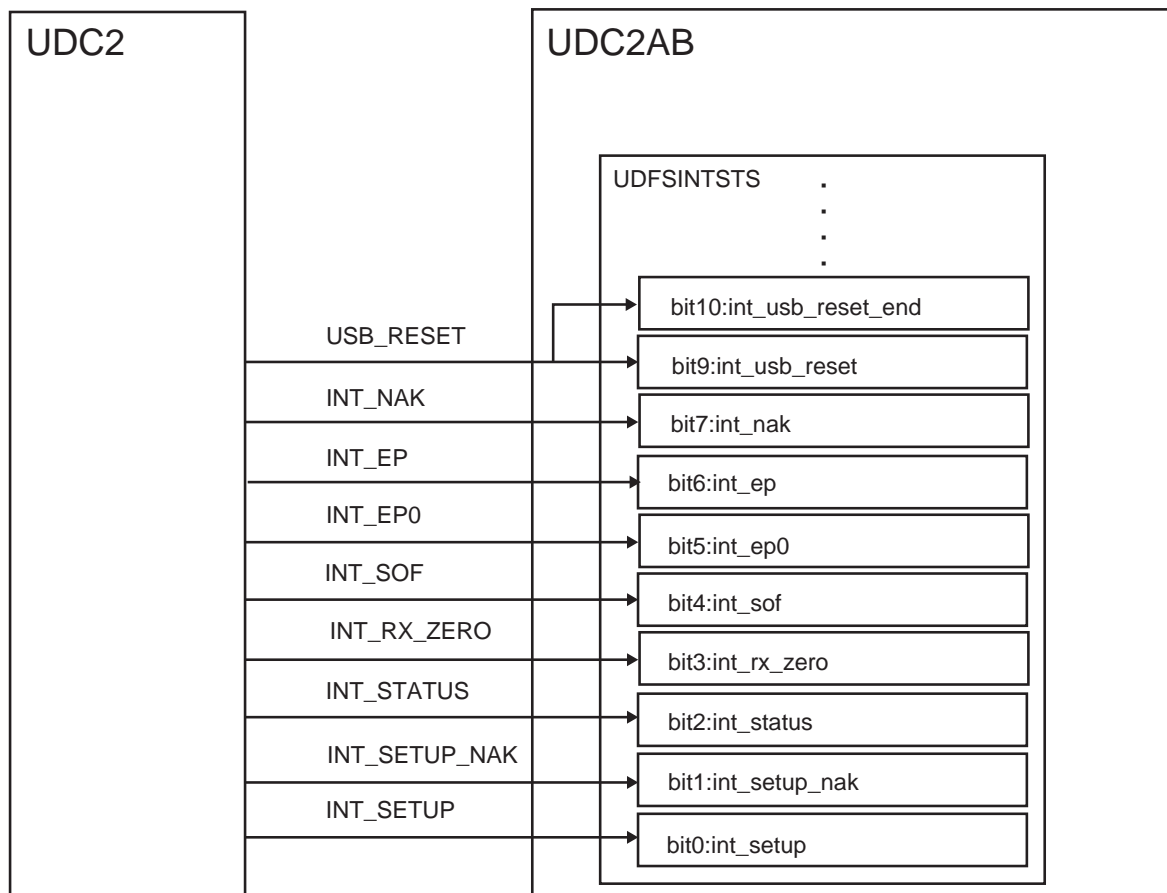 UDC2
UDC2AB
UDFSINTSTS
bit10:int_usb_reset_end
USB_RESET
bit9:int_usb_reset
INT_NAK
bit7:int_nak
INT_EP
bit6:int_ep
INT_EP0
bit5:int_ep0
INT_SOF
bit4:int_sof
INT_RX_ZERO
bit3:int_rx_zero
INT_STATUS
bit2:int_status
INT_SETUP_NAK
bit1:int_setup_nak
INT_SETUP
bit0:int_setup